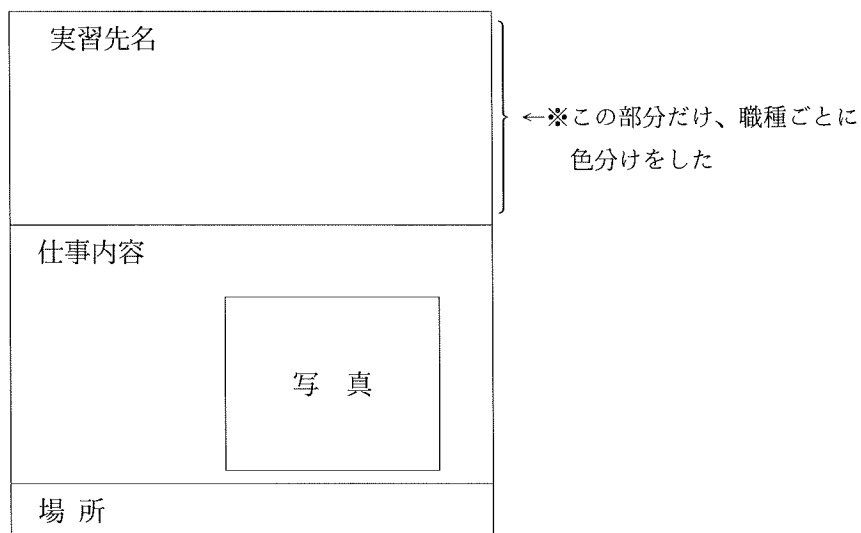 実習先名
←※この部分だけ、職種ごとに
色分けをした
仕事内容
写 真
場 所